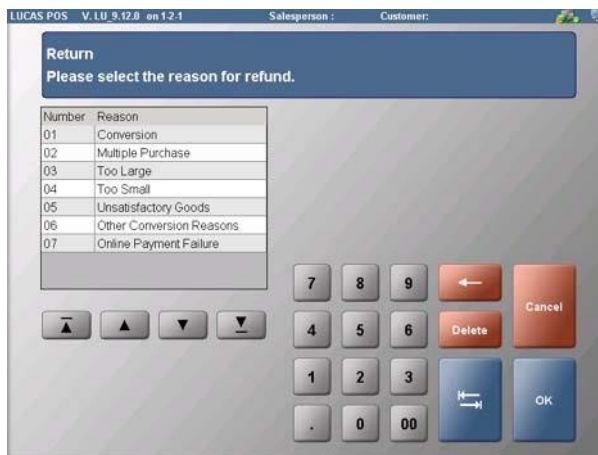 LUCAS POS V. LU_9.12.0 on 1-2-1 Salesperson : Customer:
Return
Please select the reason for refund.
Number Reason
01 Conversion
02 Multiple Purchase
03 Too Large
04 Too Small
05 Unsatisfactory Goods
06 Other Conversion Reasons
07 Online Payment Failure
7 8 9
Cancel
4 5 6 Delete
1 2 3
OK
. 0 00